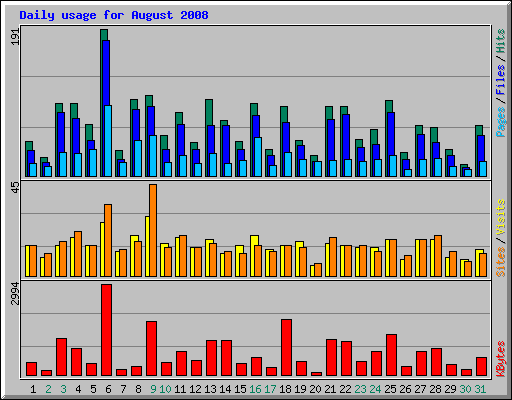 Daily usage for August 2008
191
Pages / Files / Hits
45
Sites / Visits
2994
KBytes
1 2 3 4 5 6 7 8 9 10 11 12 13 14 15 16 17 18 19 20 21 22 23 24 25 26 27 28 29 30 31